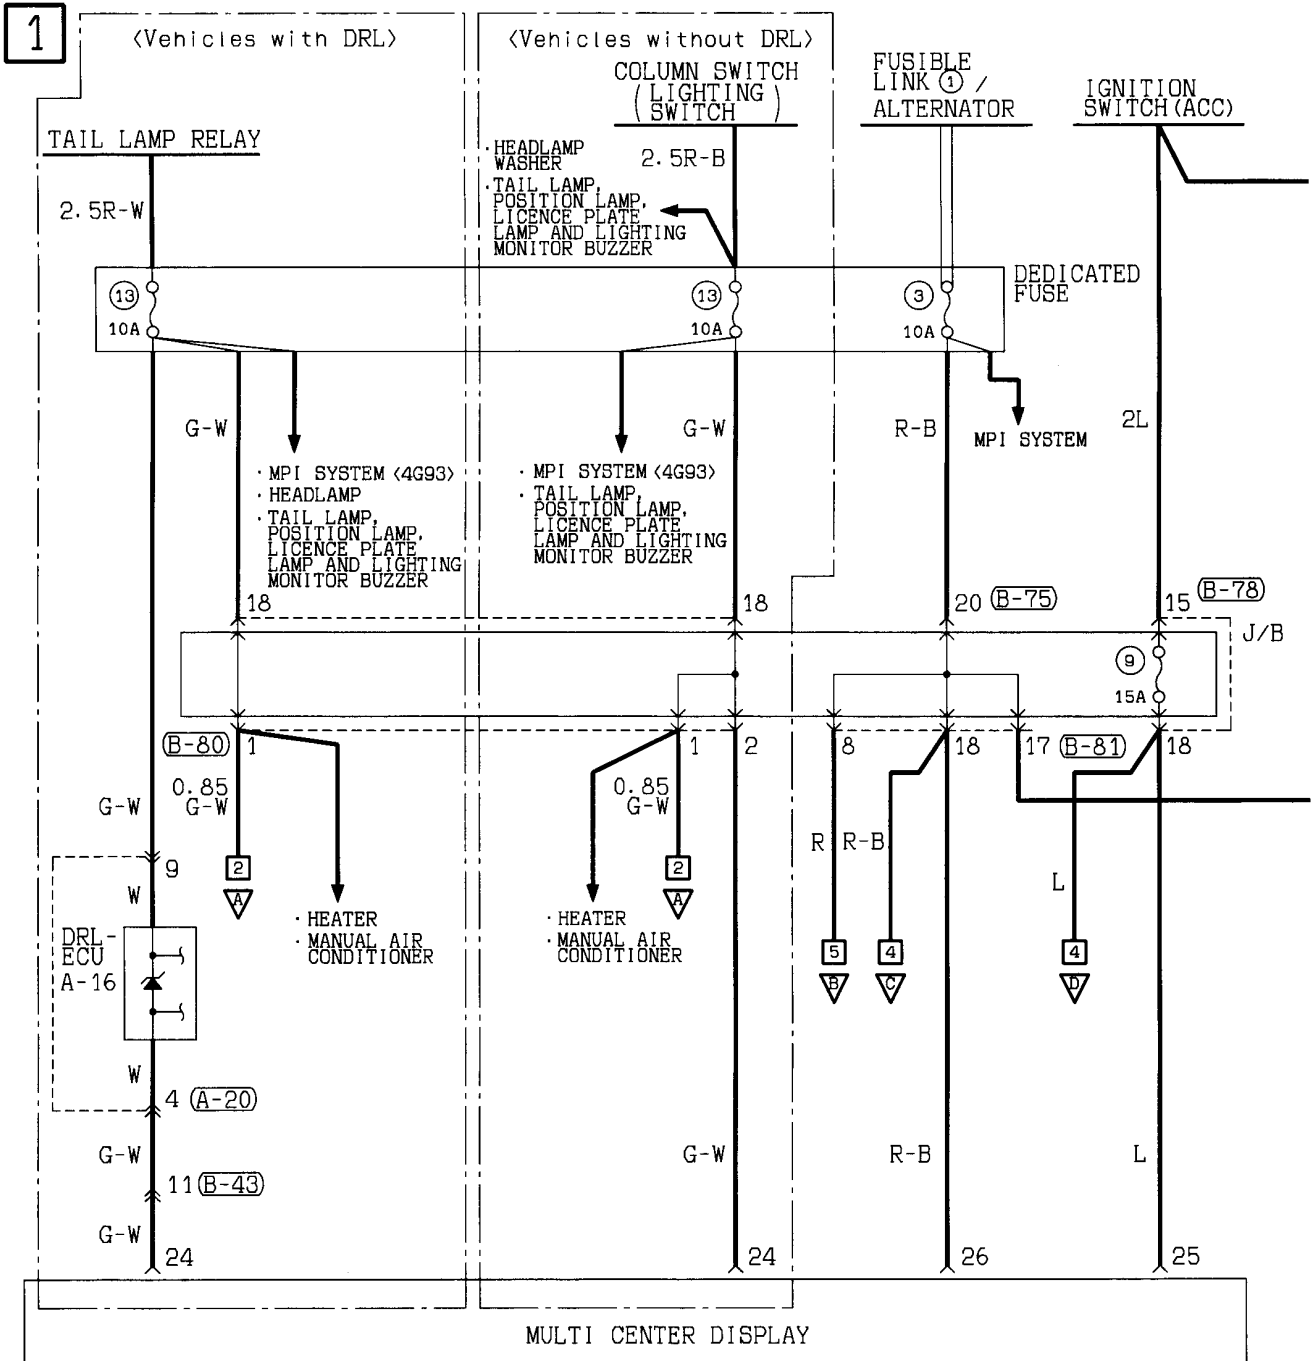 1
〈Vehicles with DRL〉
〈Vehicles without DRL〉
COLUMN SWITCH
( LIGHTING )
SWITCH
FUSIBLE
LINK ① /
ALTERNATOR
IGNITION
SWITCH(ACC)
TAIL LAMP RELAY
2.5R-W
· HEADLAMP
WASHER
· TAIL LAMP,
POSITION LAMP,
LICENCE PLATE
LAMP AND LIGHTING
MONITOR BUZZER
2.5R-B
DEDICATED
FUSE
13
10A
13
10A
3
10A
G-W
G-W
R-B
2L
MPI SYSTEM
· MPI SYSTEM〈4G93〉
· HEADLAMP
· TAIL LAMP,
POSITION LAMP,
LICENCE PLATE
LAMP AND LIGHTING
MONITOR BUZZER
· MPI SYSTEM〈4G93〉
· TAIL LAMP,
POSITION LAMP,
LICENCE PLATE
LAMP AND LIGHTING
MONITOR BUZZER
18
18
20 B-75
15 B-78
J/B
9
15A
B-80 1
1
2
8
18
17 B-81 18
0.85
G-W
0.85
G-W
G-W
R
R-B
L
9
W
2
A
2
A
· HEATER
· MANUAL AIR
CONDITIONER
· HEATER
· MANUAL AIR
CONDITIONER
DRL-
ECU
A-16
5
B
4
C
4
D
W
4 A-20
G-W
11 B-43
G-W
G-W
R-B
L
24
24
26
25
MULTI CENTER DISPLAY